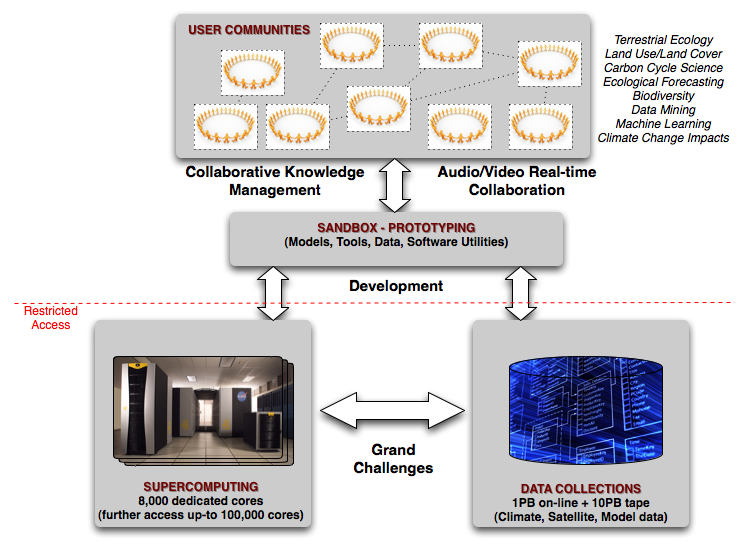 USER COMMUNITIES
Terrestrial Ecology
Land Use/Land Cover
Carbon Cycle Science
Ecological Forecasting
Biodiversity
Data Mining
Machine Learning
Climate Change Impacts
Collaborative Knowledge
Management
Audio/Video Real-time
Collaboration
SANDBOX - PROTOTYPING
(Models, Tools, Data, Software Utilities)
Development
Restricted
Access
Grand
Challenges
SUPERCOMPUTING
8,000 dedicated cores
(further access up-to 100,000 cores)
DATA COLLECTIONS
1PB on-line + 10PB tape
(Climate, Satellite, Model data)